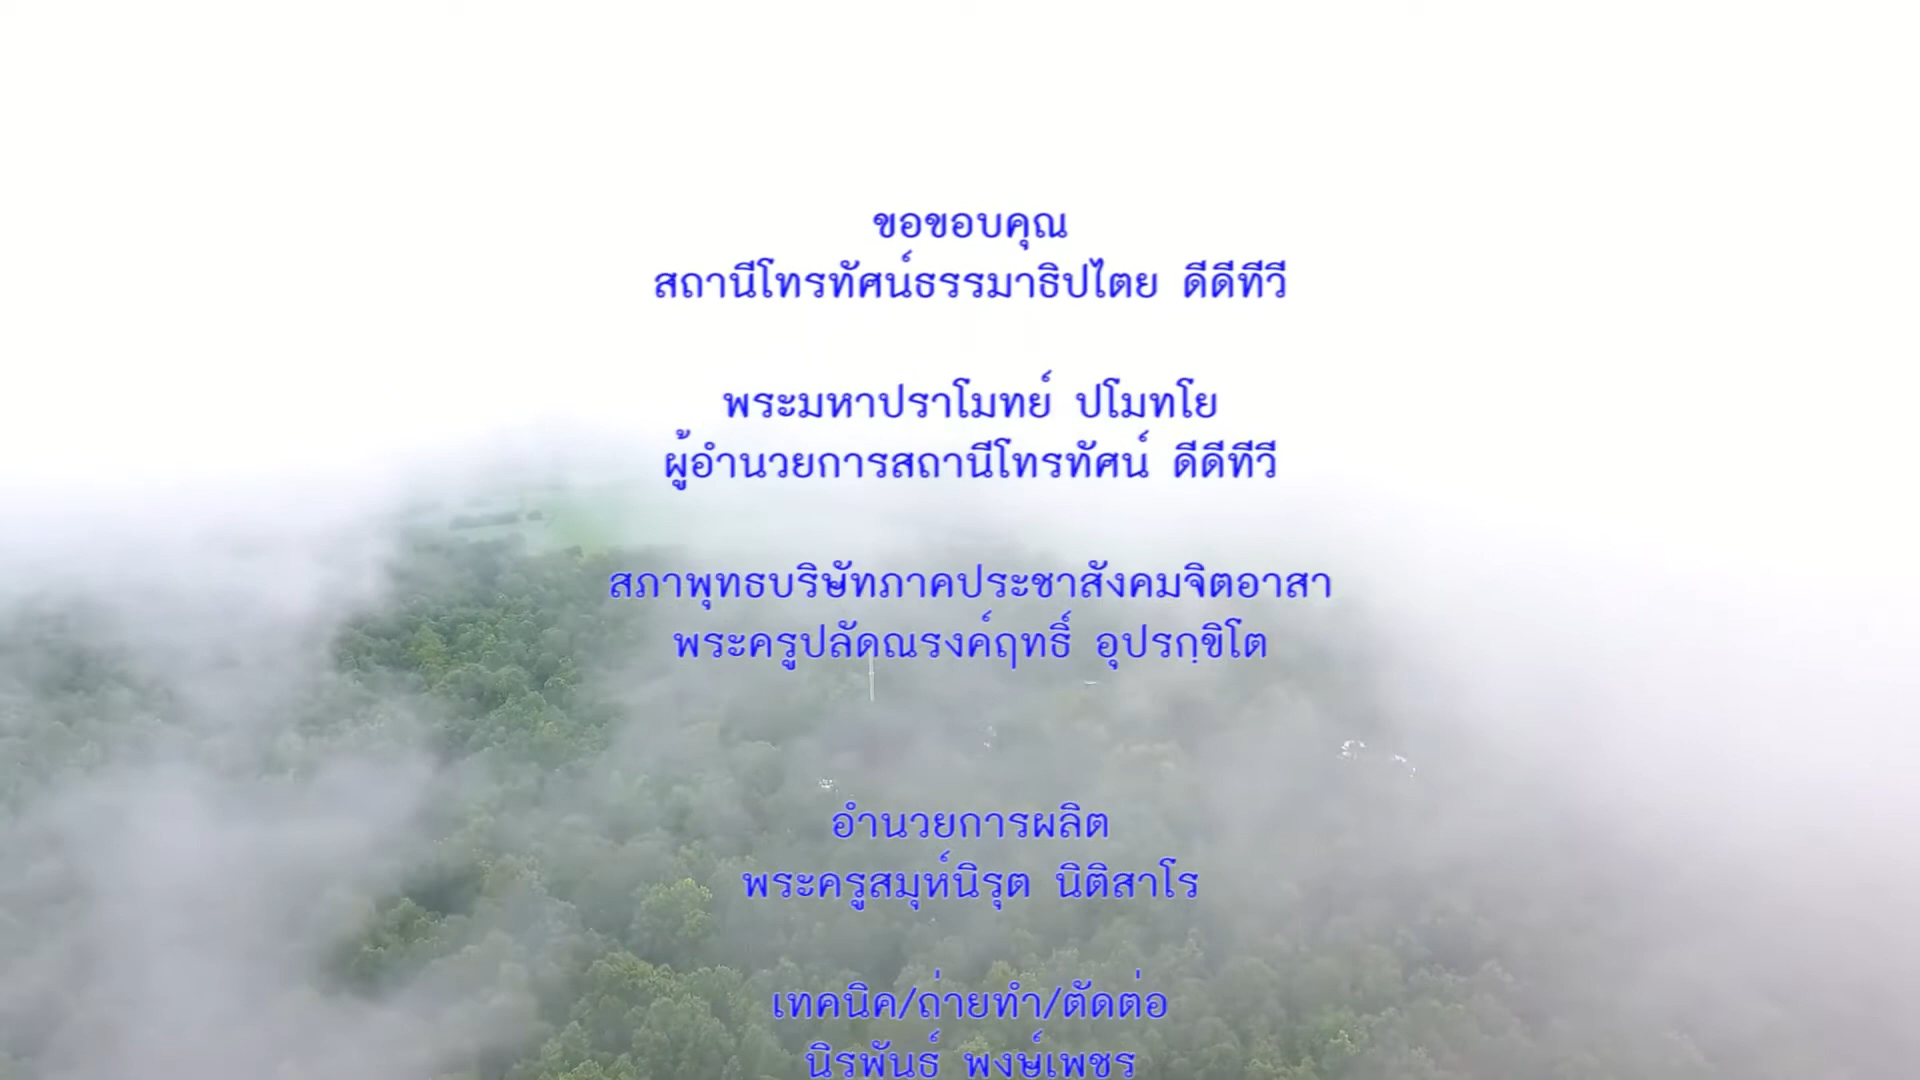 ขอขอบคุณ
สถานีโทรทัศน์ธรรมาธิปไตย ดีดีทีวี
พระมหาปราโมทย์ ปโมทโย
ผู้อำนวยการสถานีโทรทัศน์ ดีดีทีวี
สภาพุทธบริษัทภาคประชาสังคมจิตอาสา
พระครูปลัดณรงค์ฤทธิ์ อุปรกฺขิโต
อำนวยการผลิต
พระครูสมุห์นิรุต นิติสาโร
เทคนิค/ถ่ายทำ/ตัดต่อ
นิรพันธ์ พงษ์เพชร